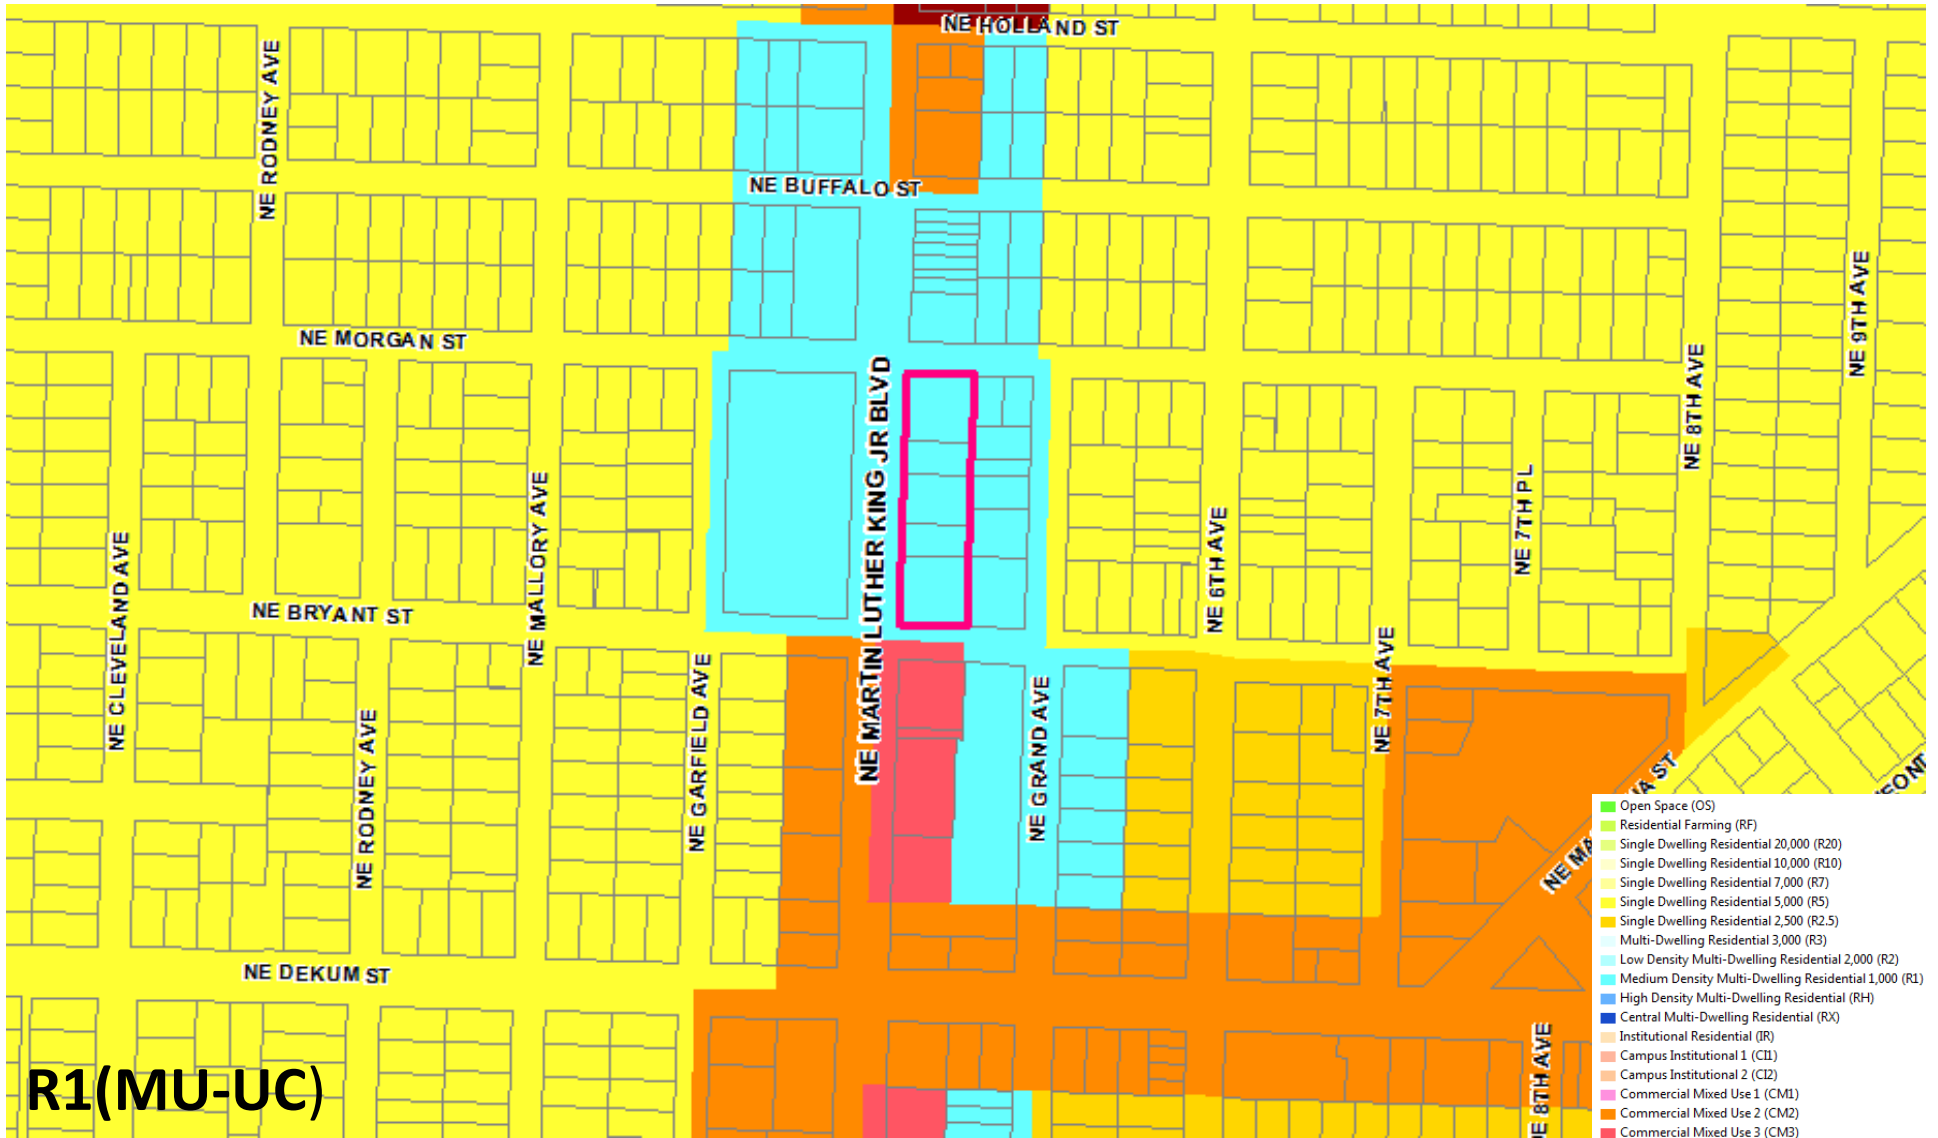 NE HOLLAND ST
NE RODNEY AVE
NE BUFFALO ST
NE MORGAN ST
NE 9TH AVE
NE 8TH AVE
NE MARTIN LUTHER KING JR BLVD
NE MALLORY AVE
NE 7TH PL
NE 6TH AVE
NE CLEVELAND AVE
NE BRYANT ST
NE 7TH AVE
NE GARFIELD AVE
NE GRAND AVE
NE RODNEY AVE
NE DEKUM ST
8TH AVE
R1(MU-UC)
Open Space (OS)
Residential Farming (RF)
Single Dwelling Residential 20,000 (R20)
Single Dwelling Residential 10,000 (R10)
Single Dwelling Residential 7,000 (R7)
Single Dwelling Residential 5,000 (R5)
Single Dwelling Residential 2,500 (R2.5)
Multi-Dwelling Residential 3,000 (R3)
Low Density Multi-Dwelling Residential 2,000 (R2)
Medium Density Multi-Dwelling Residential 1,000 (R1)
High Density Multi-Dwelling Residential (RH)
Central Multi-Dwelling Residential (RX)
Institutional Residential (IR)
Campus Institutional 1 (CI1)
Campus Institutional 2 (CI2)
Commercial Mixed Use 1 (CM1)
Commercial Mixed Use 2 (CM2)
Commercial Mixed Use 3 (CM3)